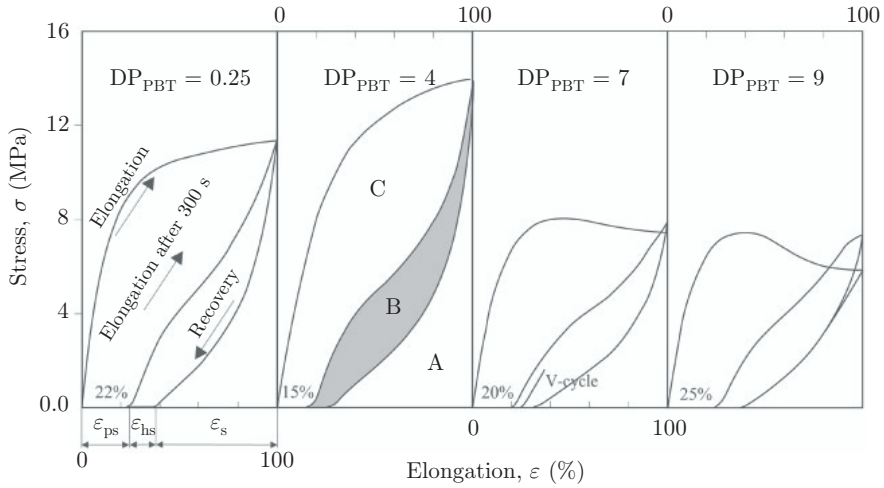 0 100 0 100
16
12
8
4
0.0
Stress, σ (MPa)
DP_PBT = 0.25
DP_PBT = 4
DP_PBT = 7
DP_PBT = 9
Elongation
Elongation after 300 s
Recovery
C
B
A
V-cycle
22%
15%
20%
25%
ε_ps ε_hs ε_s
0 100 0 100
Elongation, ε (%)